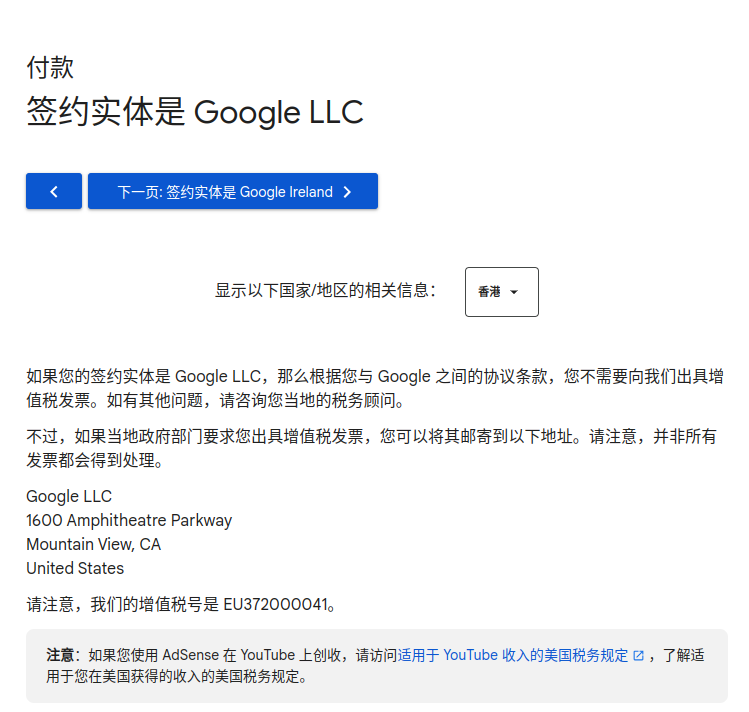 付款
签约实体是 Google LLC
下一页: 签约实体是 Google Ireland
显示以下国家/地区的相关信息：
香港
如果您的签约实体是 Google LLC，那么根据您与 Google 之间的协议条款，您不需要向我们出具增
值税发票。如有其他问题，请咨询您当地的税务顾问。
不过，如果当地政府部门要求您出具增值税发票，您可以将其邮寄到以下地址。请注意，并非所有
发票都会得到处理。
Google LLC
1600 Amphitheatre Parkway
Mountain View, CA
United States
请注意，我们的增值税号是 EU372000041。
注意：如果您使用 AdSense 在 YouTube 上创收，请访问适用于 YouTube 收入的美国税务规定，了解适
用于您在美国获得的收入的美国税务规定。